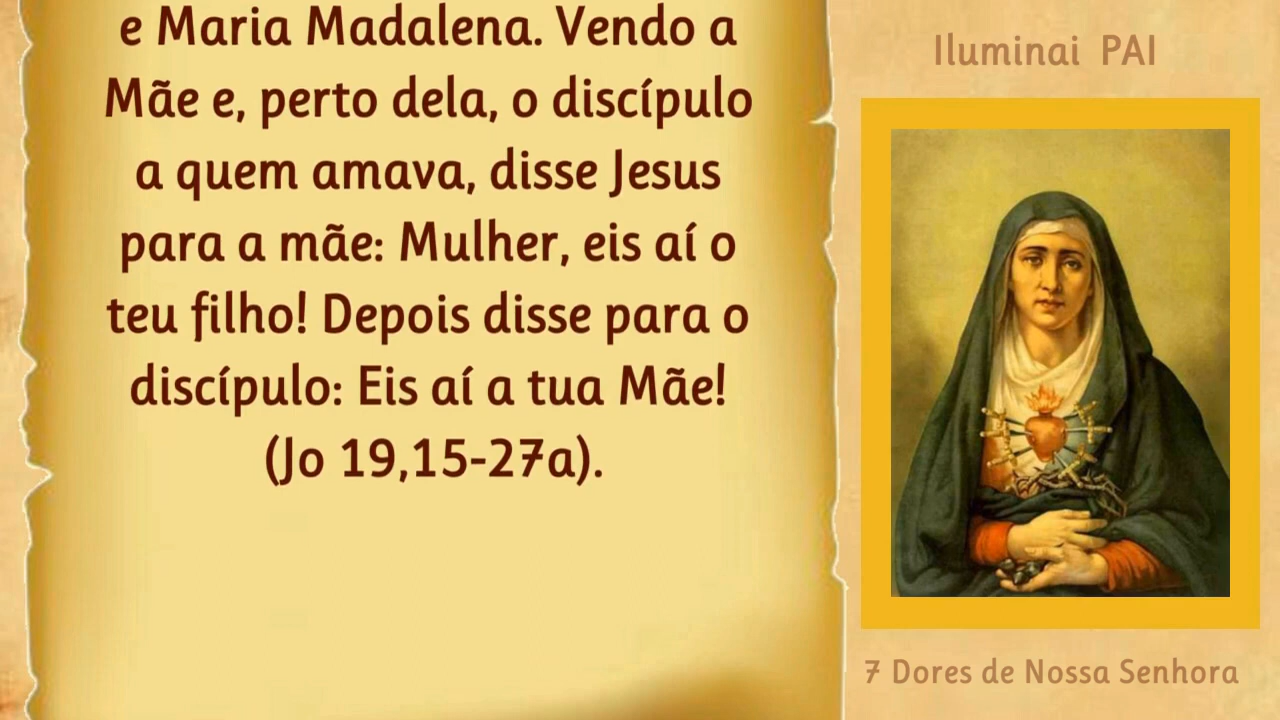 e Maria Madalena. Vendo a
Mãe e, perto dela, o discípulo
a quem amava, disse Jesus
para a mãe: Mulher, eis aí o
teu filho! Depois disse para o
discípulo: Eis aí a tua Mãe!
(Jo 19,15-27a).
Iluminai PAI
7 Dores de Nossa Senhora